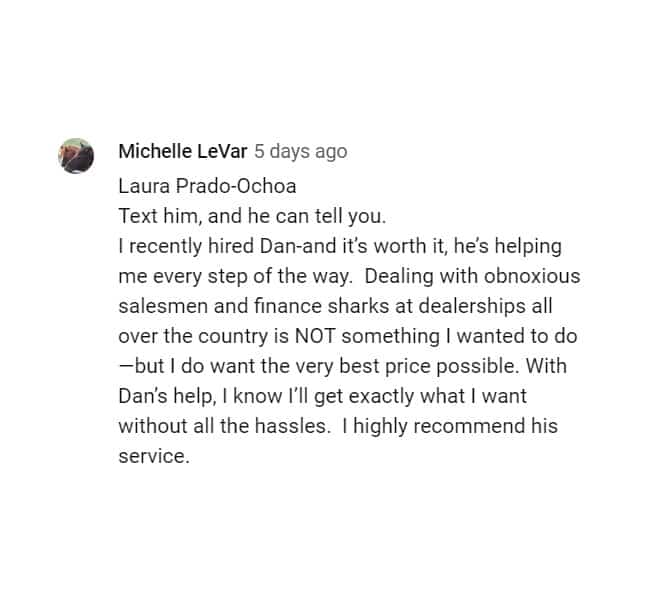 Michelle LeVar 5 days ago
Laura Prado-Ochoa
Text him, and he can tell you.
I recently hired Dan-and it’s worth it, he’s helping
me every step of the way.  Dealing with obnoxious
salesmen and finance sharks at dealerships all
over the country is NOT something I wanted to do
—but I do want the very best price possible. With
Dan’s help, I know I’ll get exactly what I want
without all the hassles.  I highly recommend his
service.